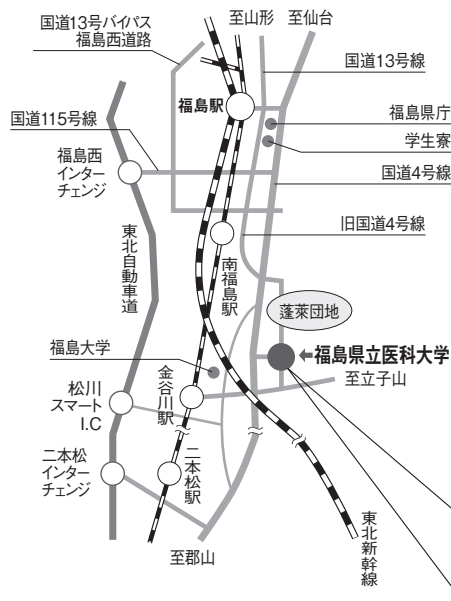 至山形
至仙台
国道13号バイパス
福島西道路
国道13号線
福島駅
福島県庁
国道115号線
学生寮
福島西
インター
チェンジ
国道4号線
旧国道4号線
東北自動車道
南福島駅
蓬萊団地
福島大学
←福島県立医科大学
金谷川駅
至立子山
松川
スマート
I.C
二本松
インター
チェンジ
二本松駅
東北新幹線
至郡山